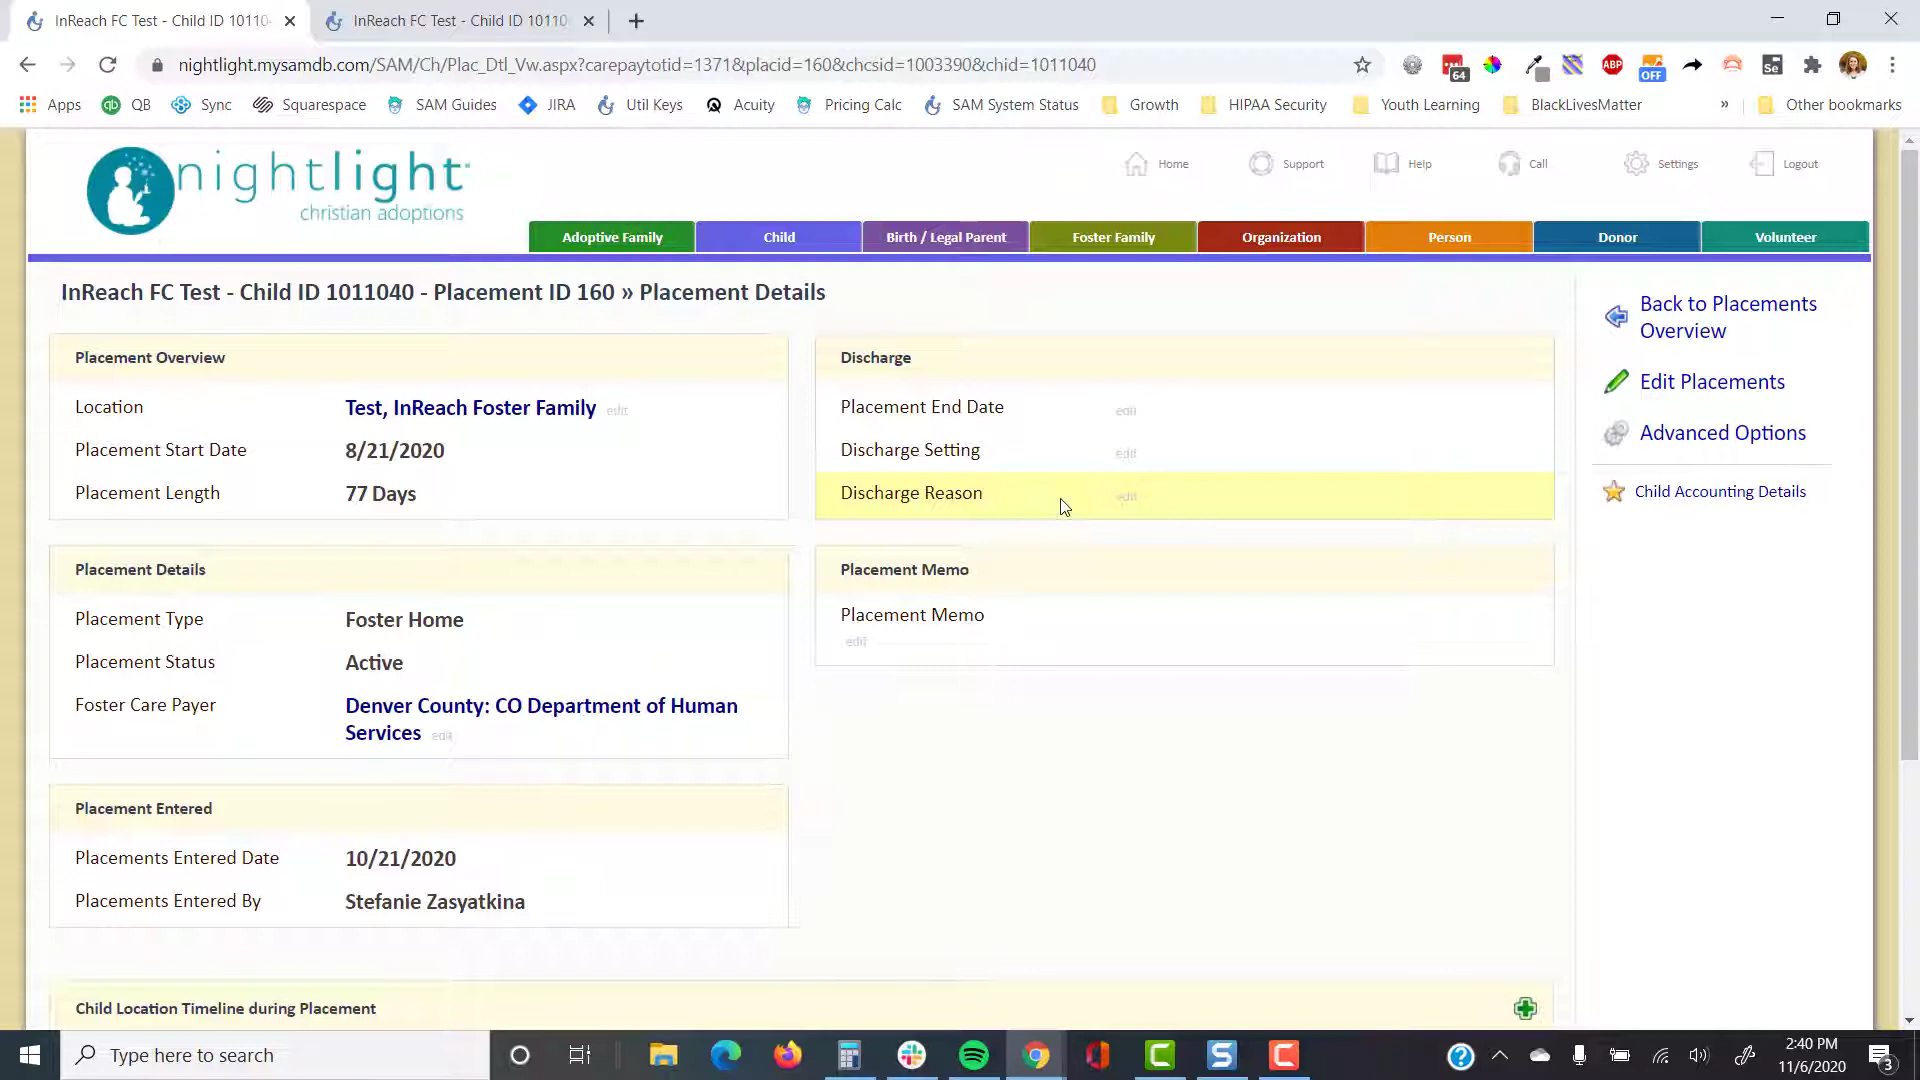 InReach FC Test - Child ID 10110
InReach FC Test - Child ID 10110
nightlight.mysamdb.com/SAM/Ch/Plac_Dtl_Vw.aspx?carepaytotid=1371&placid=160&chcsid=1003390&chid=1011040
64
ABP
OFF
Se
Apps
QB
Sync
Squarespace
SAM Guides
JIRA
Util Keys
Acuity
Pricing Calc
SAM System Status
Growth
HIPAA Security
Youth Learning
BlackLivesMatter
»
Other bookmarks
nightlight
christian adoptions
Home
Support
Help
Call
Settings
Logout
Adoptive Family
Child
Birth / Legal Parent
Foster Family
Organization
Person
Donor
Volunteer
InReach FC Test - Child ID 1011040 - Placement ID 160 » Placement Details
Placement Overview
Location Test, InReach Foster Family edit
Placement Start Date 8/21/2020
Placement Length 77 Days
Discharge
Placement End Date edit
Discharge Setting edit
Discharge Reason edit
Back to Placements
Overview
Edit Placements
Advanced Options
Child Accounting Details
Placement Details
Placement Type Foster Home
Placement Status Active
Foster Care Payer Denver County: CO Department of Human
Services edit
Placement Memo
Placement Memo
edit
Placement Entered
Placements Entered Date 10/21/2020
Placements Entered By Stefanie Zasyatkina
Child Location Timeline during Placement
Type here to search
2:40 PM
11/6/2020
3